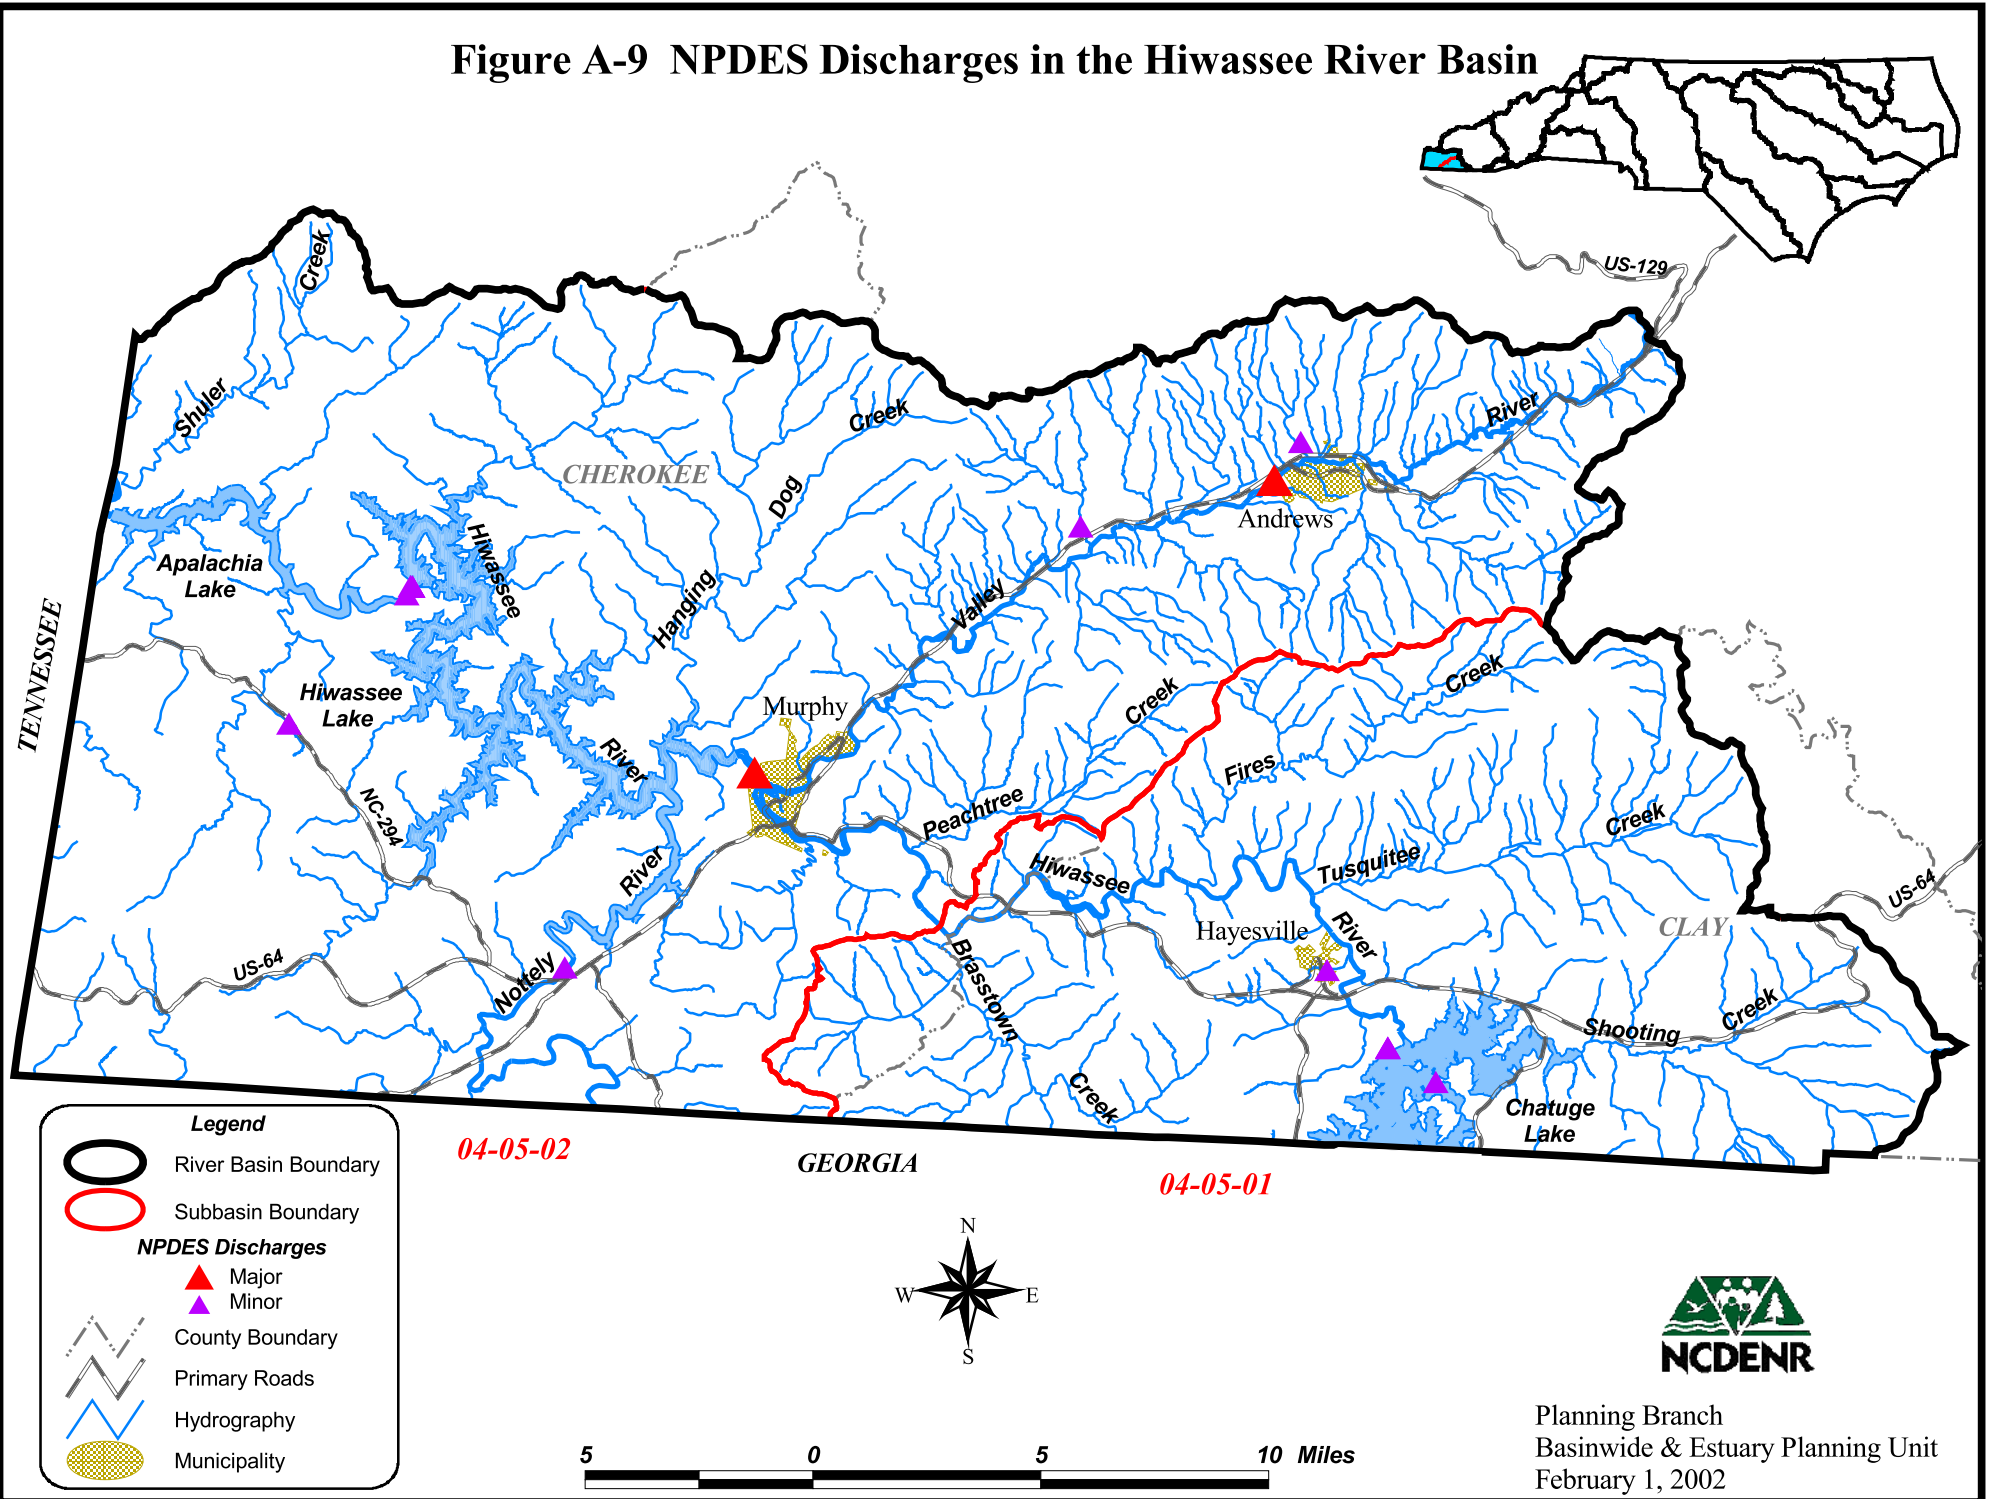 Figure A-9 NPDES Discharges in the Hiwassee River Basin
US-129
Creek
Shuler
Creek
River
CHEROKEE
Dog
Andrews
Hiwassee
Apalachia
Lake
Hanging
Valley
TENNESSEE
Hiwassee
Lake
Creek
Creek
Murphy
River
Fires
NC-294
Peachtree
Creek
River
Hiwassee
Tusquitee
US-64
Hayesville
River
CLAY
US-64
Nottely
Brasstown
Shooting
Creek
Creek
Chatuge
Lake
04-05-02
GEORGIA
04-05-01
Legend
River Basin Boundary
Subbasin Boundary
NPDES Discharges
Major
Minor
County Boundary
Primary Roads
Hydrography
Municipality
N
W
E
S
5 0 5 10 Miles
NCDENR
Planning Branch
Basinwide & Estuary Planning Unit
February 1, 2002